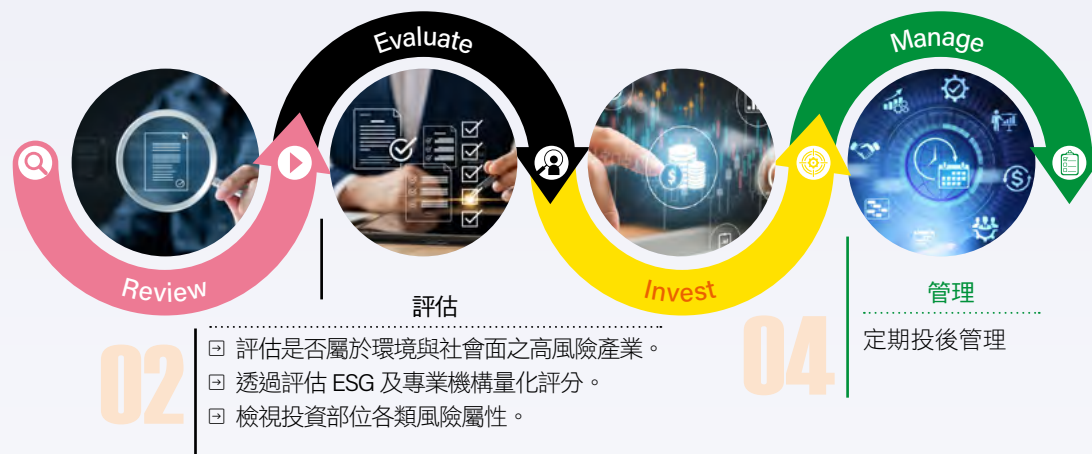 Evaluate
Manage
Review
Invest
評估
管理
02
評估是否屬於環境與社會面之高風險產業。
透過評估 ESG 及專業機構量化評分。
檢視投資部位各類風險屬性。
04
定期投後管理